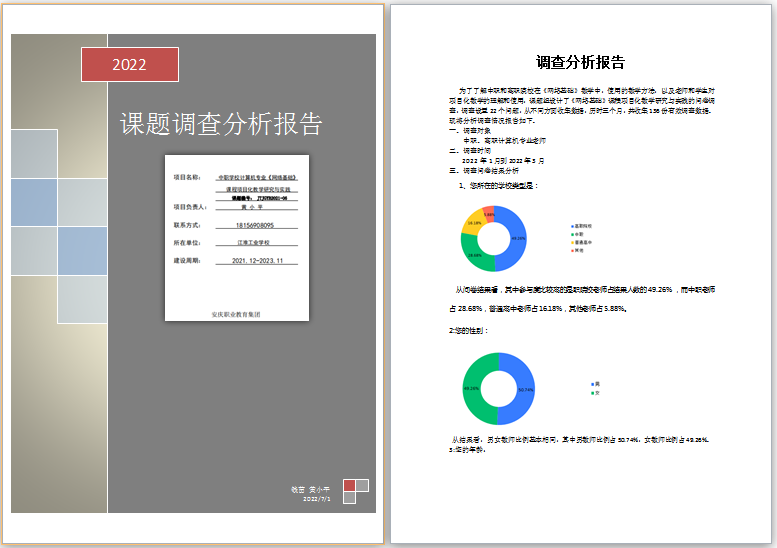 2022
课题调查分析报告
项目名称： 中职学校计算机专业《网络基础》
课程项目化教学研究与实践
课题编号： JTJGYB2021-06
项目负责人： 黄 小 平
联系方式： 18156908095
所在单位： 江淮工业学校
建设周期： 2021.12-2023.11
安庆职业教育集团
黄小平
2022/7/1
调查分析报告
为了了解中职和高职院校在《网络基础》教学中，使用的教学方法，以及老师和学生对
项目化教学的理解和使用，课题组设计了《网络基础》课程项目化教学研究与实践的问卷调
查，调查设置 22 个问题，从不同方面收集数据，历时三个月，共收集 136 份有效调查数据。
现将分析调查情况报告如下。
一、调查对象
中职、高职计算机专业老师
二、调查时间
2022 年 1 月到 2022 年 3 月
三、调查问卷结果分析
1、您所在的学校类型是：
5.88%
16.18%
49.26%
28.68%
高职院校
中职
普通高中
其他
从问卷结果看，其中参与度比较高的是职院校老师占结果人数的 49.26% ，而中职老师
占 28.68%，普通高中老师占 16.18%，其他老师占 5.88%。
2:您的性别：
49.26%
50.74%
男
女
从结果看，男女教师比例基本相同，其中男教师比例占 50.74%，女教师比例占 49.26%。
3:您的年龄：